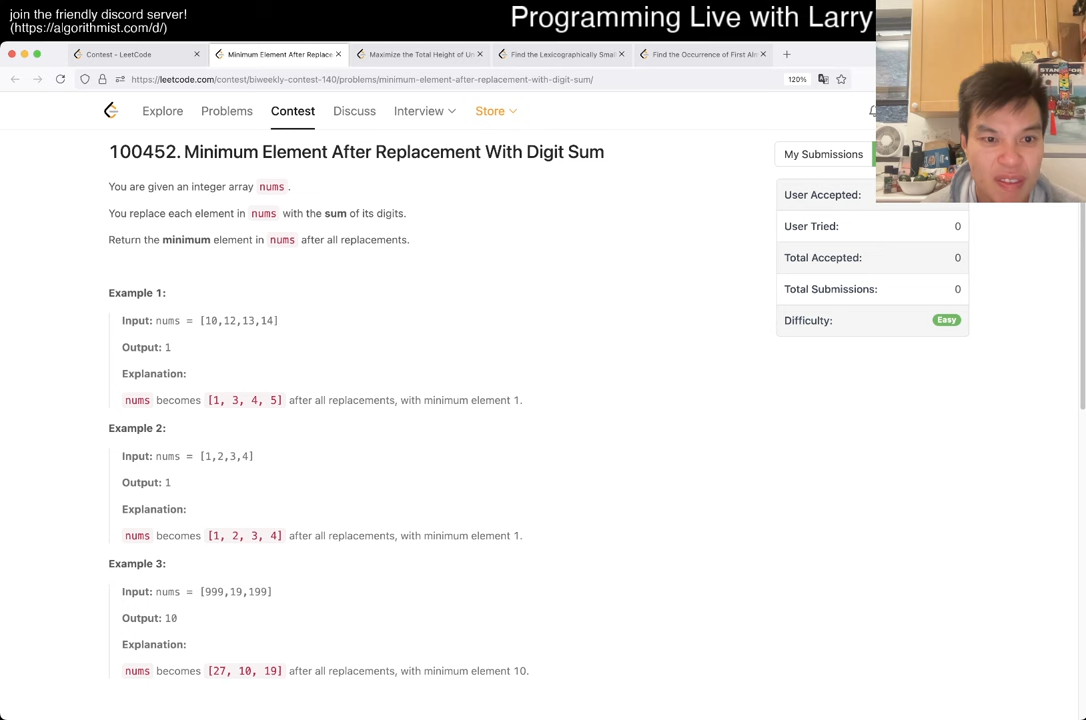 join the friendly discord server!
(https://algorithmist.com/d/)
Programming Live with Larry
Contest - LeetCode
Minimum Element After Replace
Maximize the Total Height of Un
Find the Lexicographically Smal
Find the Occurrence of First Aln
https://leetcode.com/contest/biweekly-contest-140/problems/minimum-element-after-replacement-with-digit-sum/
120%
Explore
Problems
Contest
Discuss
Interview
Store
100452. Minimum Element After Replacement With Digit Sum
My Submissions
You are given an integer array nums .
You replace each element in nums with the sum of its digits.
Return the minimum element in nums after all replacements.
User Accepted:
User Tried: 0
Total Accepted: 0
Total Submissions: 0
Difficulty: Easy
Example 1:
Input: nums = [10,12,13,14]
Output: 1
Explanation:
nums becomes [1, 3, 4, 5] after all replacements, with minimum element 1.
Example 2:
Input: nums = [1,2,3,4]
Output: 1
Explanation:
nums becomes [1, 2, 3, 4] after all replacements, with minimum element 1.
Example 3:
Input: nums = [999,19,199]
Output: 10
Explanation:
nums becomes [27, 10, 19] after all replacements, with minimum element 10.